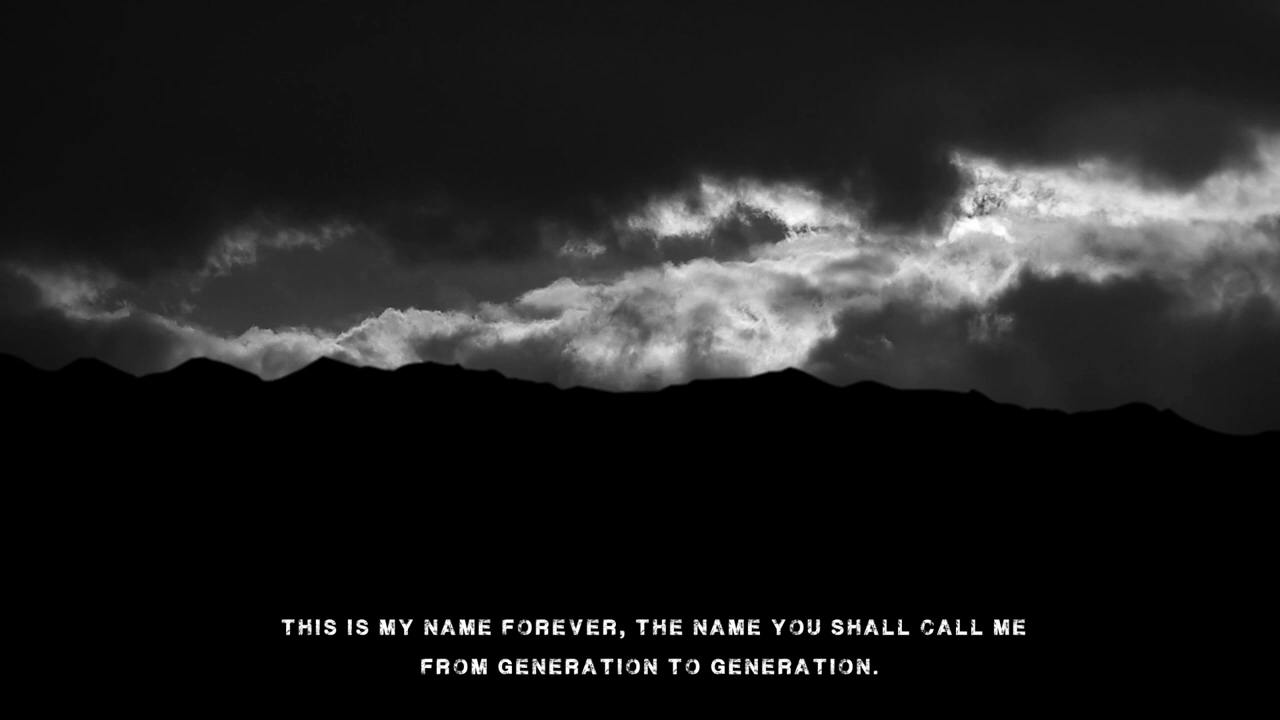 THIS IS MY NAME FOREVER, THE NAME YOU SHALL CALL ME
FROM GENERATION TO GENERATION.